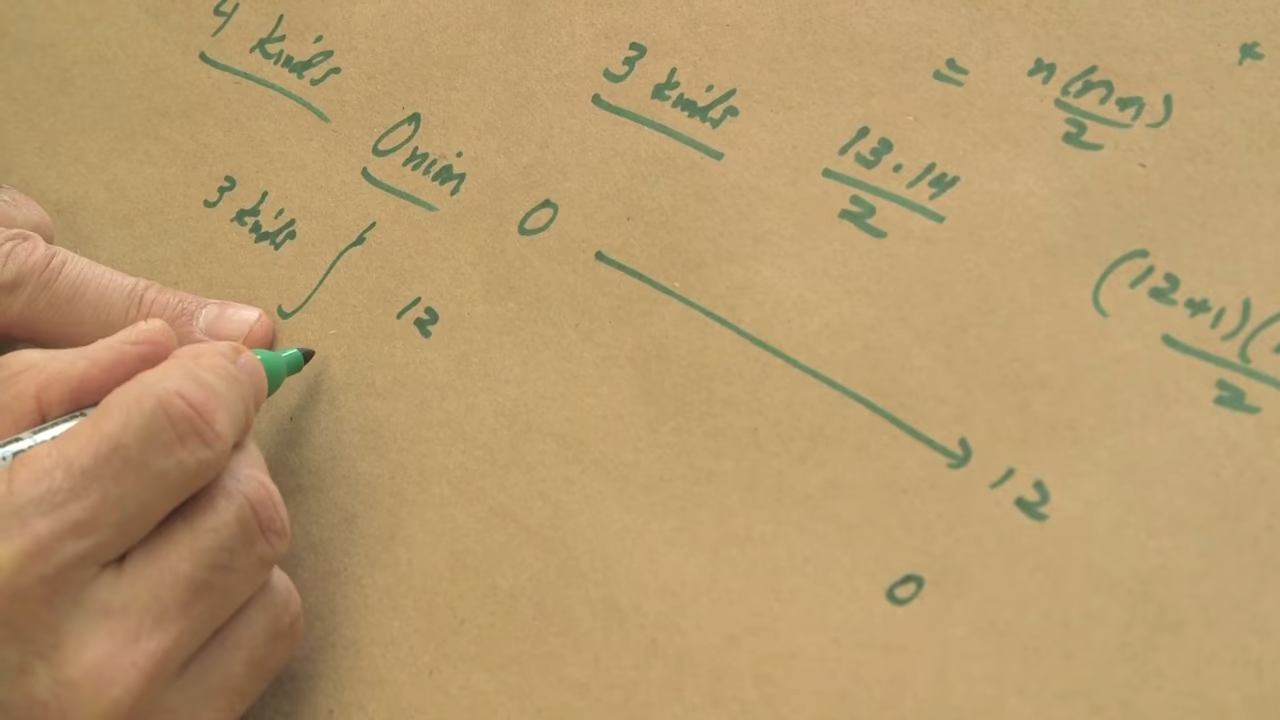 4 kinds
3 kinds
= n(n+1)
2
*
Onion
13.14
2
3 kinds
0
12
(12+1)(
2
12
0